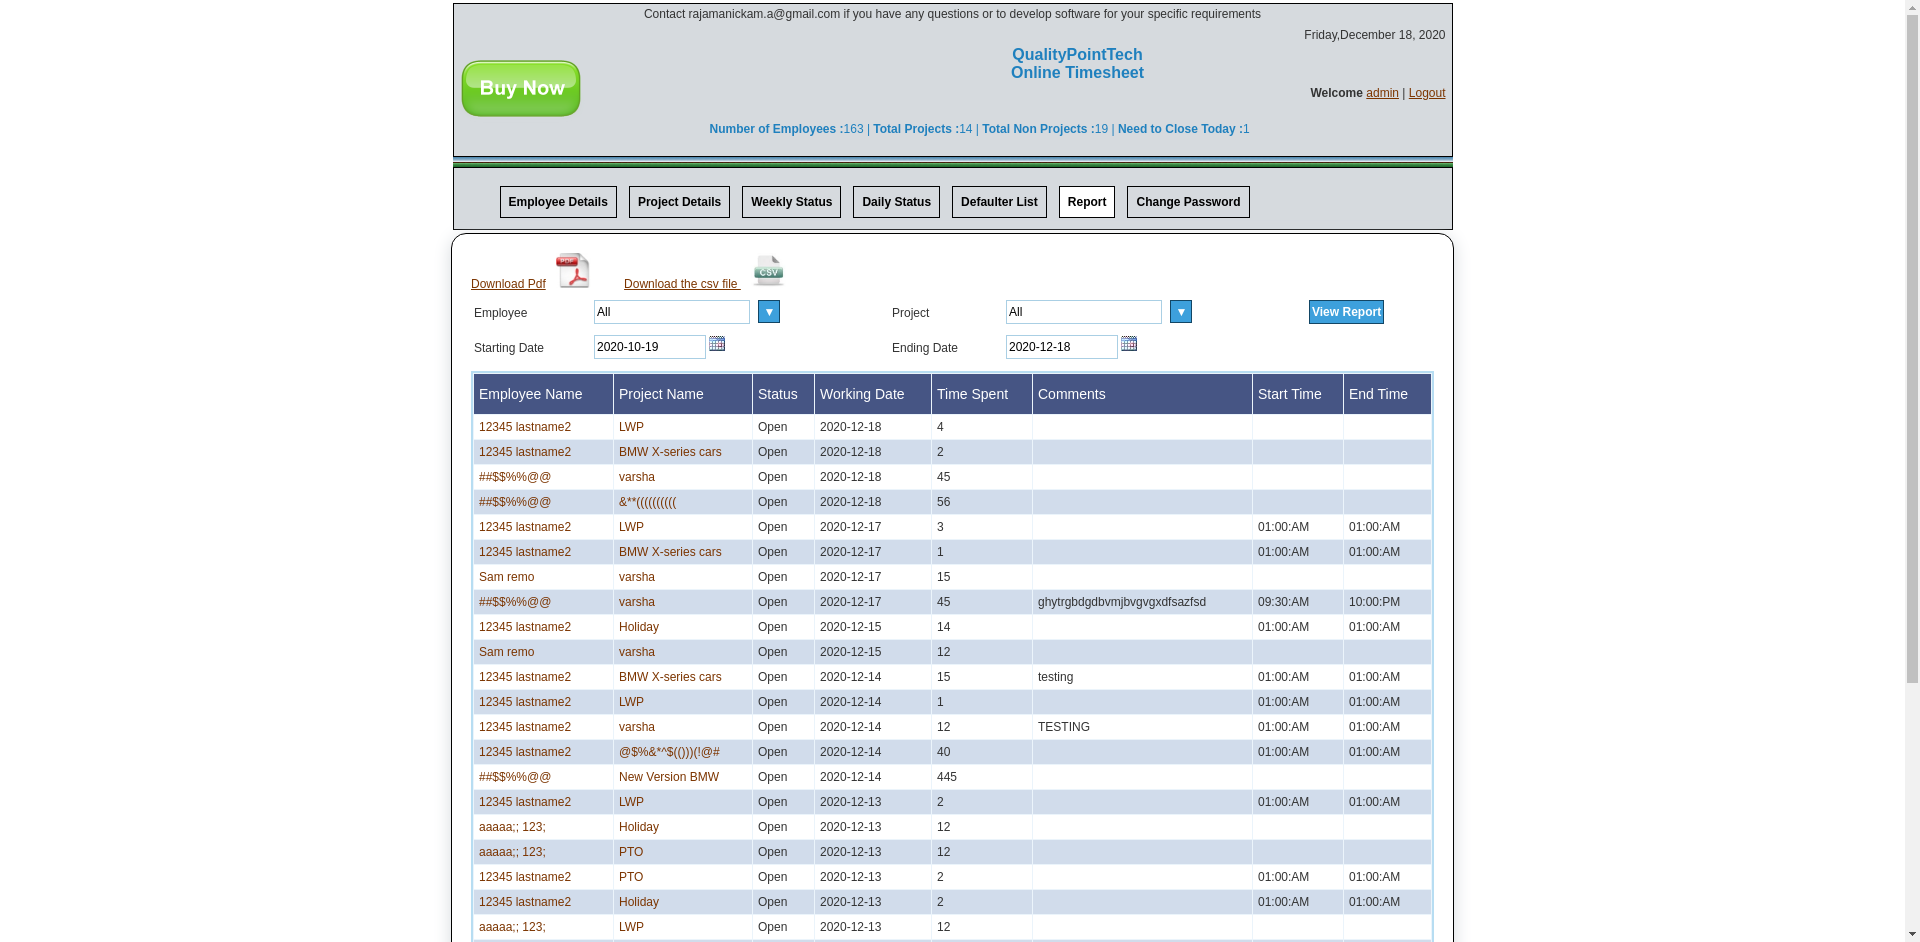 Contact rajamanickam.a@gmail.com if you have any questions or to develop software for your specific requirements
Friday,December 18, 2020
QualityPointTech
Online Timesheet
Buy Now
Welcome admin | Logout
Number of Employees :163 | Total Projects :14 | Total Non Projects :19 | Need to Close Today :1
Employee Details Project Details Weekly Status Daily Status Defaulter List Report Change Password
Download Pdf PDF Download the csv file CSV
Employee All ▼ Project All ▼ View Report
Starting Date 2020-10-19 Ending Date 2020-12-18
Employee Name Project Name Status Working Date Time Spent Comments Start Time End Time
12345 lastname2 LWP Open 2020-12-18 4
12345 lastname2 BMW X-series cars Open 2020-12-18 2
##$$%%@@ varsha Open 2020-12-18 45
##$$%%@@ &**(((((((((( Open 2020-12-18 56
12345 lastname2 LWP Open 2020-12-17 3 01:00:AM 01:00:AM
12345 lastname2 BMW X-series cars Open 2020-12-17 1 01:00:AM 01:00:AM
Sam remo varsha Open 2020-12-17 15
##$$%%@@ varsha Open 2020-12-17 45 ghytrgbdgdbvmjbvgvgxdfsazfsd 09:30:AM 10:00:PM
12345 lastname2 Holiday Open 2020-12-15 14 01:00:AM 01:00:AM
Sam remo varsha Open 2020-12-15 12
12345 lastname2 BMW X-series cars Open 2020-12-14 15 testing 01:00:AM 01:00:AM
12345 lastname2 LWP Open 2020-12-14 1 01:00:AM 01:00:AM
12345 lastname2 varsha Open 2020-12-14 12 TESTING 01:00:AM 01:00:AM
12345 lastname2 @$%&*^$(()))(!@# Open 2020-12-14 40 01:00:AM 01:00:AM
##$$%%@@ New Version BMW Open 2020-12-14 445
12345 lastname2 LWP Open 2020-12-13 2 01:00:AM 01:00:AM
aaaaa;; 123; Holiday Open 2020-12-13 12
aaaaa;; 123; PTO Open 2020-12-13 12
12345 lastname2 PTO Open 2020-12-13 2 01:00:AM 01:00:AM
12345 lastname2 Holiday Open 2020-12-13 2 01:00:AM 01:00:AM
aaaaa;; 123; LWP Open 2020-12-13 12